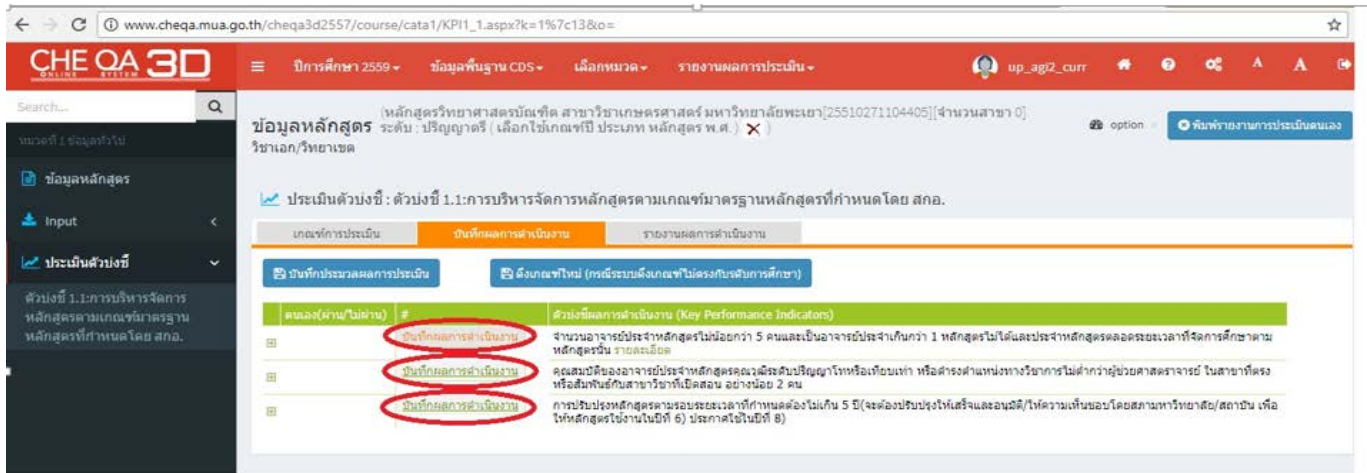 www.cheqa.mua.go.th/cheqa3d2557/course/cata1/KPI1_1.aspx?k=1%7c13&o=
CHE QA 3D
ONLINE SYSTEM
ปีการศึกษา 2559
ข้อมูลพื้นฐาน CDS
เลือกหมวด
รายงานผลการประเมิน
up_agi2_curr
A
A
Search...
หมวดที่ 1 ข้อมูลทั่วไป
ข้อมูลหลักสูตร
Input
ประเมินตัวบ่งชี้
ตัวบ่งชี้ 1.1:การบริหารจัดการ
หลักสูตรตามเกณฑ์มาตรฐาน
หลักสูตรที่กำหนดโดย สกอ.
(หลักสูตรวิทยาศาสตรบัณฑิต สาขาวิชาเกษตรศาสตร์ มหาวิทยาลัยพะเยา[25510271104405][จำนวนสาขา 0]
ข้อมูลหลักสูตร ระดับ : ปริญญาตรี ( เลือกใช้เกณฑ์ปี ประเภท หลักสูตร พ.ศ. ) X )
วิชาเอก/วิทยาเขต
option
พิมพ์รายงานการประเมินตนเอง
ประเมินตัวบ่งชี้ : ตัวบ่งชี้ 1.1:การบริหารจัดการหลักสูตรตามเกณฑ์มาตรฐานหลักสูตรที่กำหนดโดย สกอ.
เกณฑ์การประเมิน
บันทึกผลการดำเนินงาน
รายงานผลการดำเนินงาน
บันทึกประมวลผลการประเมิน
ดึงเกณฑ์ใหม่ (กรณีระบบดึงเกณฑ์ไม่ตรงกับระดับการศึกษา)
ตนเอง(ผ่าน/ไม่ผ่าน) # ตัวบ่งชี้ผลการดำเนินงาน (Key Performance Indicators)
บันทึกผลการดำเนินงาน จำนวนอาจารย์ประจำหลักสูตรไม่น้อยกว่า 5 คนและเป็นอาจารย์ประจำเกินกว่า 1 หลักสูตรไม่ได้และประจำหลักสูตรตลอดระยะเวลาที่จัดการศึกษาตาม
หลักสูตรนั้น รายละเอียด
บันทึกผลการดำเนินงาน คุณสมบัติของอาจารย์ประจำหลักสูตรคุณวุฒิระดับปริญญาโทหรือเทียบเท่า หรือดำรงตำแหน่งทางวิชาการไม่ต่ำกว่าผู้ช่วยศาสตราจารย์ ในสาขาที่ตรง
หรือสัมพันธ์กับสาขาวิชาที่เปิดสอน อย่างน้อย 2 คน
บันทึกผลการดำเนินงาน การปรับปรุงหลักสูตรตามรอบระยะเวลาที่กำหนดต้องไม่เกิน 5 ปี(จะต้องปรับปรุงให้เสร็จและอนุมัติ/ให้ความเห็นชอบโดยสภามหาวิทยาลัย/สถาบัน เพื่อ
ให้หลักสูตรใช้งานในปีที่ 6) ประกาศใช้ในปีที่ 8)